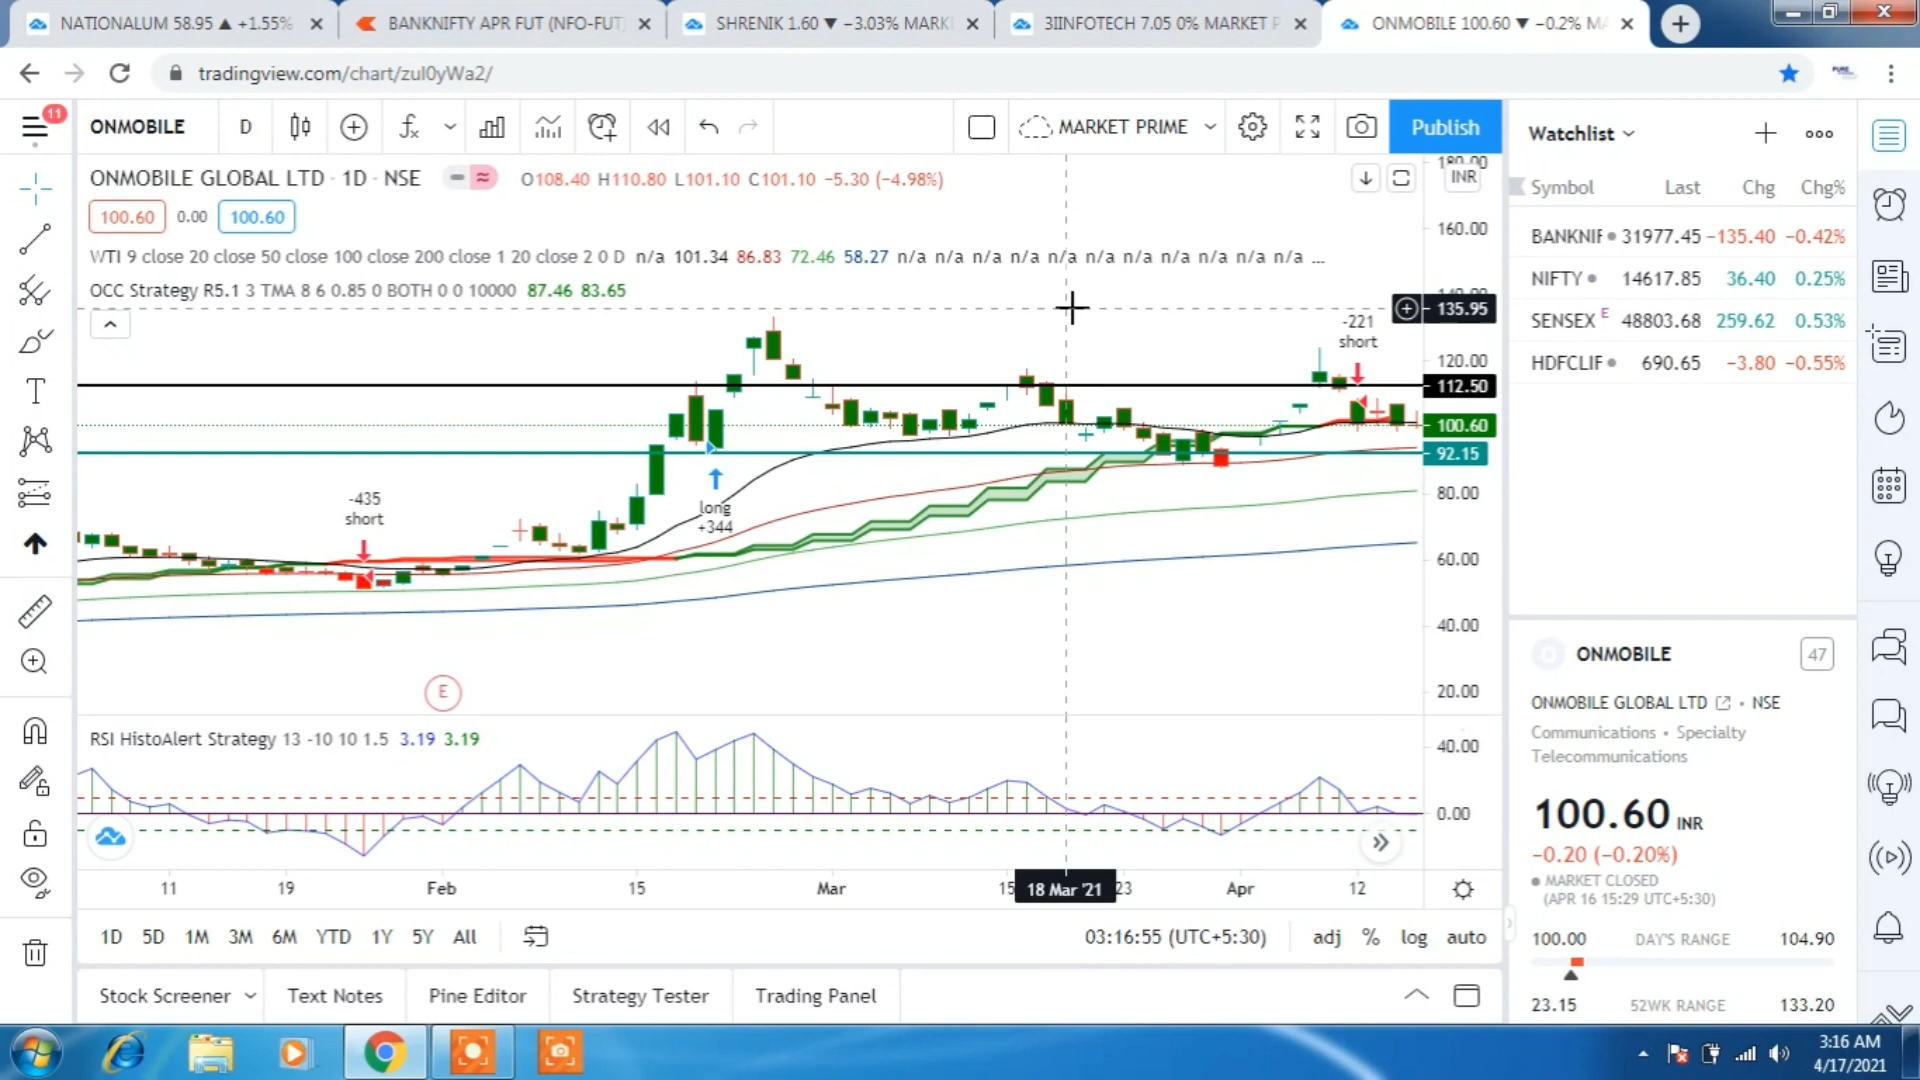 NATIONALUM 58.95 ▲ +1.55%
BANKNIFTY APR FUT (NFO-FUT
SHRENIK 1.60 ▼ −3.03% MARK
3IINFOTECH 7.05 0% MARKET P
ONMOBILE 100.60 ▼ −0.2% MA
tradingview.com/chart/zuI0yWa2/
11
ONMOBILE
D
MARKET PRIME
Publish
Watchlist
ONMOBILE GLOBAL LTD · 1D · NSE
O108.40 H110.80 L101.10 C101.10 −5.30 (−4.98%)
180.00
INR
100.60 0.00 100.60
160.00
WTI 9 close 20 close 50 close 100 close 200 close 1 20 close 2 0 D n/a 101.34 86.83 72.46 58.27 n/a n/a n/a n/a n/a n/a n/a n/a n/a n/a n/a ...
OCC Strategy R5.1 3 TMA 8 6 0.85 0 BOTH 0 0 10000 87.46 83.65
140.00
135.95
-221
short
120.00
112.50
100.60
92.15
80.00
-435
short
long
+344
60.00
40.00
20.00
E
RSI HistoAlert Strategy 13 -10 10 1.5 3.19 3.19
40.00
0.00
11 19 Feb 15 Mar 15 18 Mar '21 23 Apr 12
1D 5D 1M 3M 6M YTD 1Y 5Y All
03:16:55 (UTC+5:30)
adj % log auto
Stock Screener
Text Notes
Pine Editor
Strategy Tester
Trading Panel
Symbol Last Chg Chg%
BANKNIF 31977.45 −135.40 −0.42%
NIFTY 14617.85 36.40 0.25%
SENSEX E 48803.68 259.62 0.53%
HDFCLIF 690.65 −3.80 −0.55%
ONMOBILE
47
ONMOBILE GLOBAL LTD • NSE
Communications • Specialty
Telecommunications
100.60 INR
−0.20 (−0.20%)
MARKET CLOSED
(APR 16 15:29 UTC+5:30)
100.00 DAY'S RANGE 104.90
23.15 52WK RANGE 133.20
3:16 AM
4/17/2021